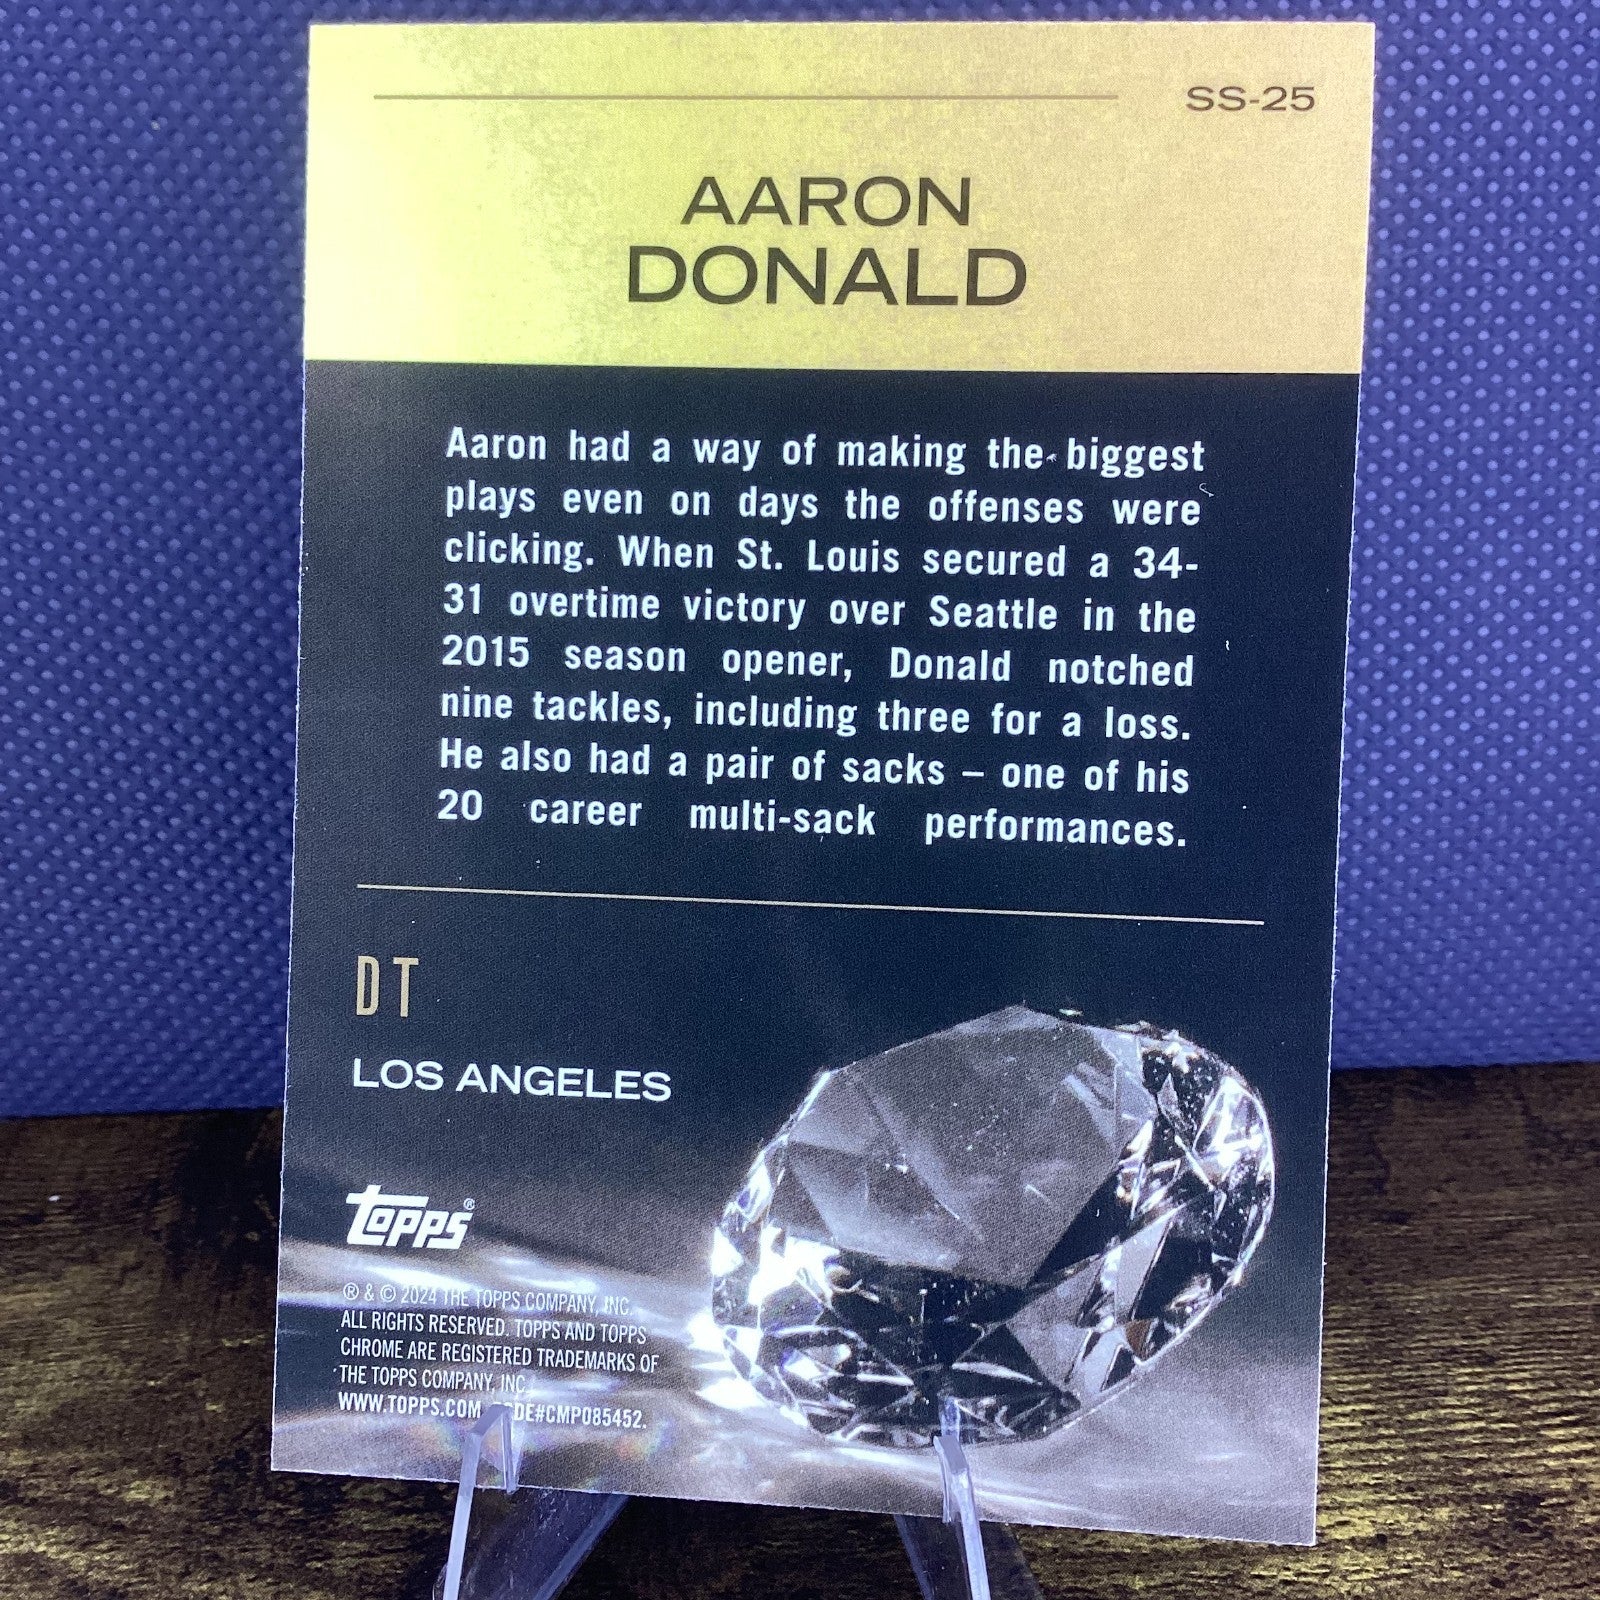 SS-25
AARON
DONALD
Aaron had a way of making the biggest
plays even on days the offenses were
clicking. When St. Louis secured a 34-
31 overtime victory over Seattle in the
2015 season opener, Donald notched
nine tackles, including three for a loss.
He also had a pair of sacks – one of his
20 career multi-sack performances.
DT
LOS ANGELES
topps®
® & © 2024 THE TOPPS COMPANY, INC.
ALL RIGHTS RESERVED. TOPPS AND TOPPS
CHROME ARE REGISTERED TRADEMARKS OF
THE TOPPS COMPANY, INC.
WWW.TOPPS.COM. CODE#CMP085452.